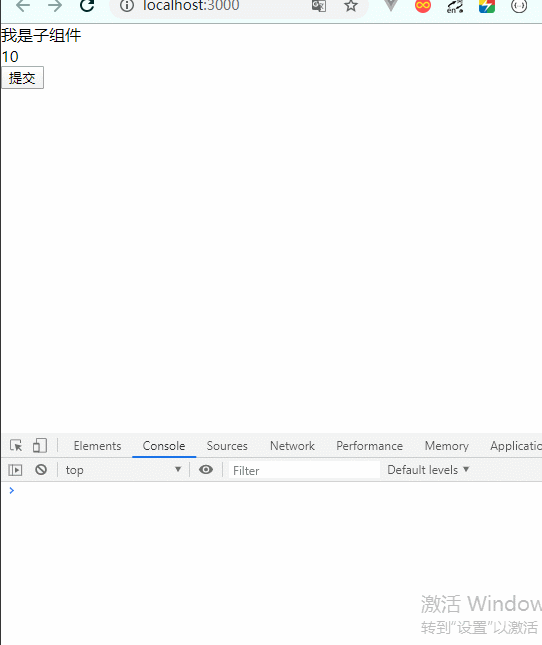 localhost:3000
我是子组件
10
提交
Elements Console Sources Network Performance Memory Applicatio
top Filter Default levels
激活 Window
转到"设置"以激活